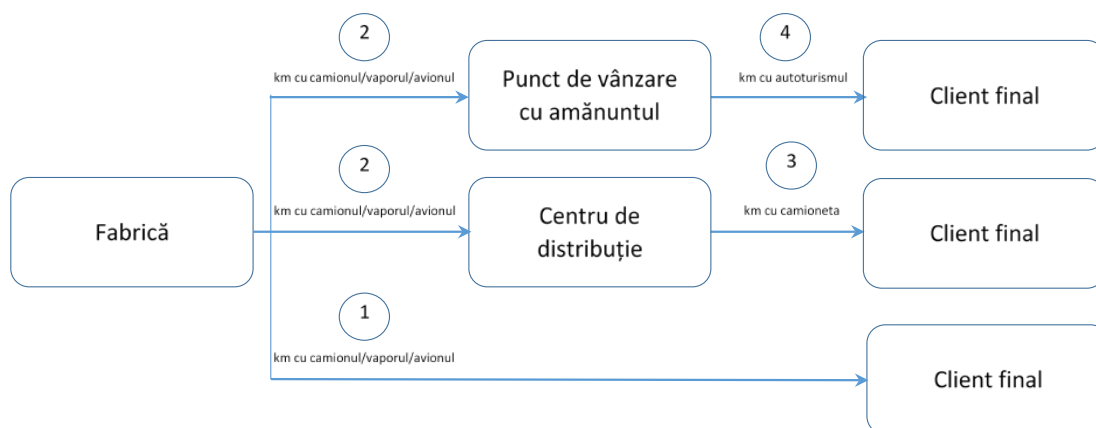 2
4
km cu camionul/vaporul/avionul
Punct de vânzare
cu amănuntul
km cu autoturismul
Client final
2
3
Fabrică
km cu camionul/vaporul/avionul
Centru de
distribuție
km cu camioneta
Client final
1
km cu camionul/vaporul/avionul
Client final